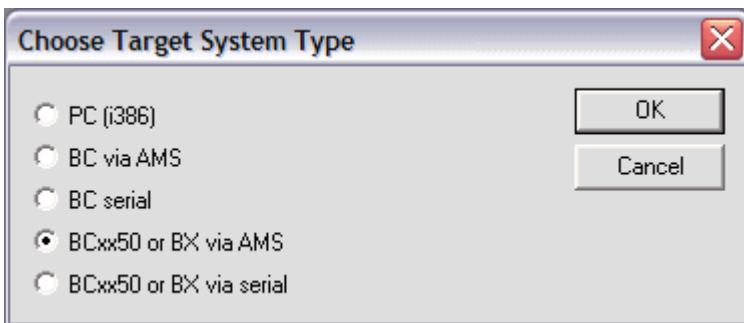 Choose Target System Type
PC (i386)
OK
BC via AMS
Cancel
BC serial
BCxx50 or BX via AMS
BCxx50 or BX via serial